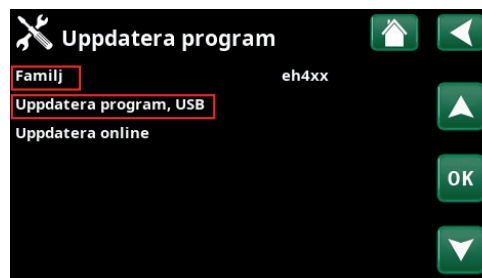 Uppdatera program
Familj eh4xx
Uppdatera program, USB
Uppdatera online
OK